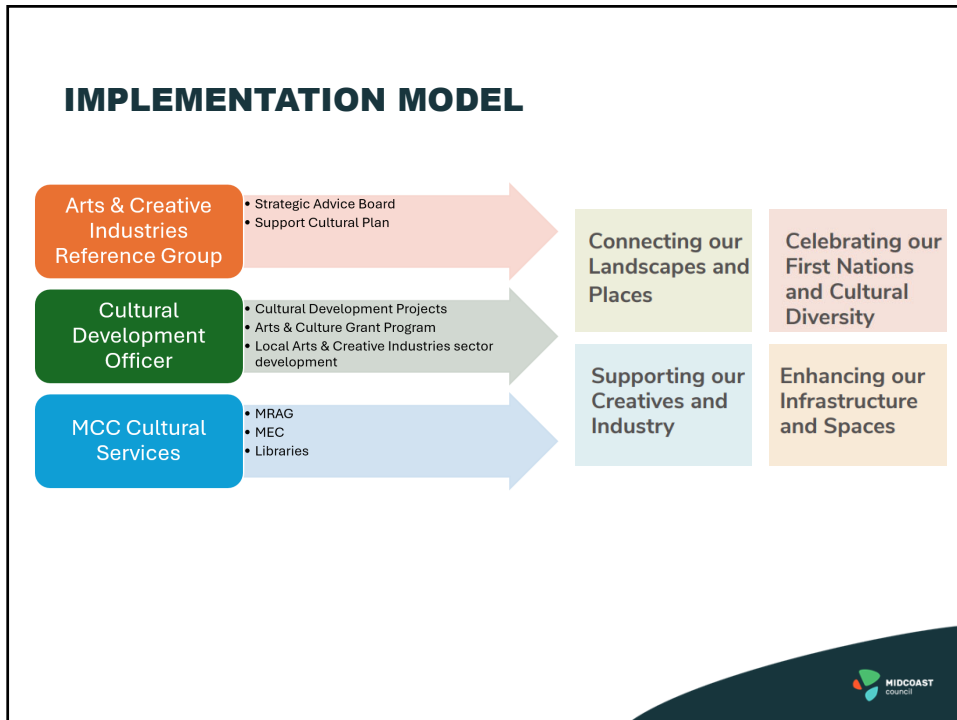 IMPLEMENTATION MODEL
Arts & Creative
Industries
Reference Group
• Strategic Advice Board
• Support Cultural Plan
Cultural
Development
Officer
• Cultural Development Projects
• Arts & Culture Grant Program
• Local Arts & Creative Industries sector
development
MCC Cultural
Services
• MRAG
• MEC
• Libraries
Connecting our
Landscapes and
Places
Celebrating our
First Nations
and Cultural
Diversity
Supporting our
Creatives and
Industry
Enhancing our
Infrastructure
and Spaces
MIDCOAST
council